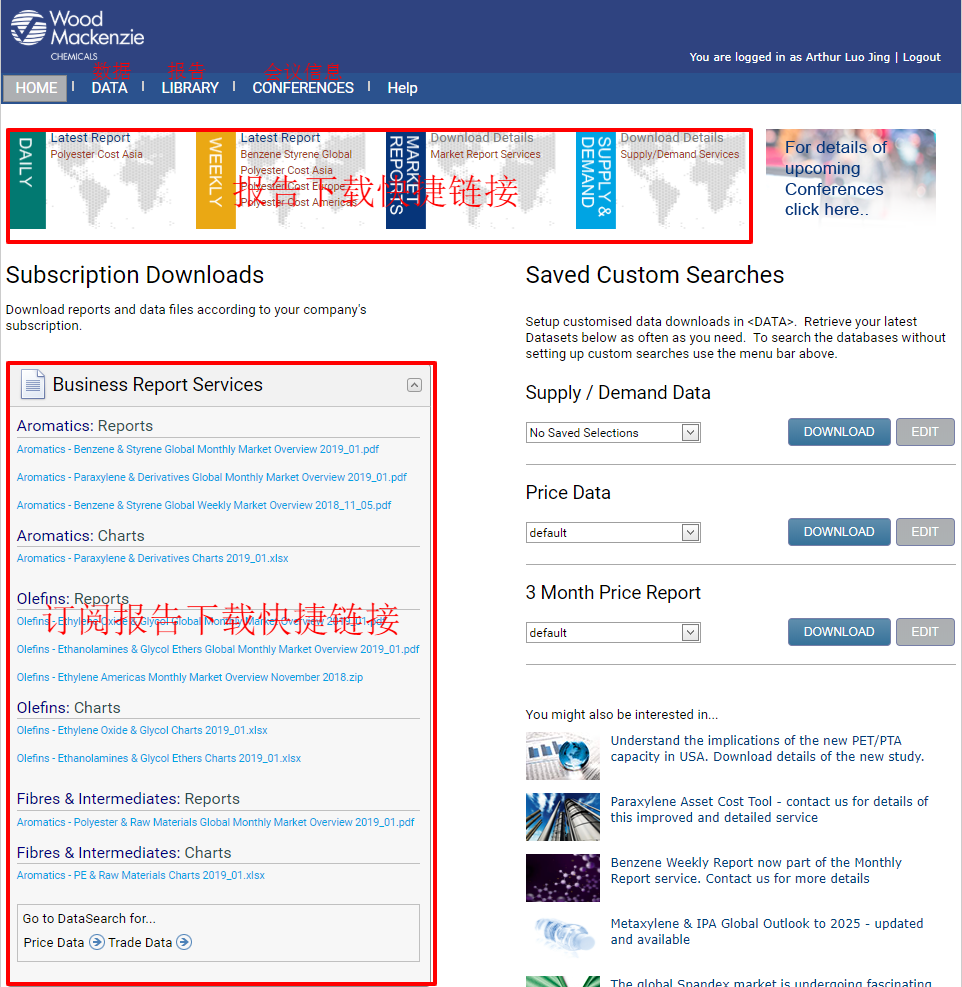 Wood
Mackenzie
CHEMICALS
You are logged in as Arthur Luo Jing | Logout
数据 报告 会议信息
HOME | DATA | LIBRARY | CONFERENCES | Help
DAILY
Latest Report
Polyester Cost Asia
WEEKLY
Latest Report
Benzene Styrene Global
Polyester Cost Asia
Polyester Cost Europe
Polyester Cost Americas
MARKET
REPORTS
Download Details
Market Report Services
SUPPLY &
DEMAND
Download Details
Supply/Demand Services
报告下载快捷链接
For details of
upcoming
Conferences
click here..
Subscription Downloads
Download reports and data files according to your company's
subscription.
Business Report Services
Aromatics: Reports
Aromatics - Benzene & Styrene Global Monthly Market Overview 2019_01.pdf
Aromatics - Paraxylene & Derivatives Global Monthly Market Overview 2019_01.pdf
Aromatics - Benzene & Styrene Global Weekly Market Overview 2018_11_05.pdf
Aromatics: Charts
Aromatics - Paraxylene & Derivatives Charts 2019_01.xlsx
Olefins: Reports
Olefins - Ethylene Oxide & Glycol Global Monthly Market Overview 2019_01.pdf
订阅报告下载快捷链接
Olefins - Ethanolamines & Glycol Ethers Global Monthly Market Overview 2019_01.pdf
Olefins - Ethylene Americas Monthly Market Overview November 2018.zip
Olefins: Charts
Olefins - Ethylene Oxide & Glycol Charts 2019_01.xlsx
Olefins - Ethanolamines & Glycol Ethers Charts 2019_01.xlsx
Fibres & Intermediates: Reports
Aromatics - Polyester & Raw Materials Global Monthly Market Overview 2019_01.pdf
Fibres & Intermediates: Charts
Aromatics - PE & Raw Materials Charts 2019_01.xlsx
Go to DataSearch for...
Price Data Trade Data
Saved Custom Searches
Setup customised data downloads in <DATA>. Retrieve your latest
Datasets below as often as you need. To search the databases without
setting up custom searches use the menu bar above.
Supply / Demand Data
No Saved Selections DOWNLOAD EDIT
Price Data
default DOWNLOAD EDIT
3 Month Price Report
default DOWNLOAD EDIT
You might also be interested in...
Understand the implications of the new PET/PTA
capacity in USA. Download details of the new study.
Paraxylene Asset Cost Tool - contact us for details of
this improved and detailed service
Benzene Weekly Report now part of the Monthly
Report service. Contact us for more details
Metaxylene & IPA Global Outlook to 2025 - updated
and available
The global Spandex market is undergoing fascinating